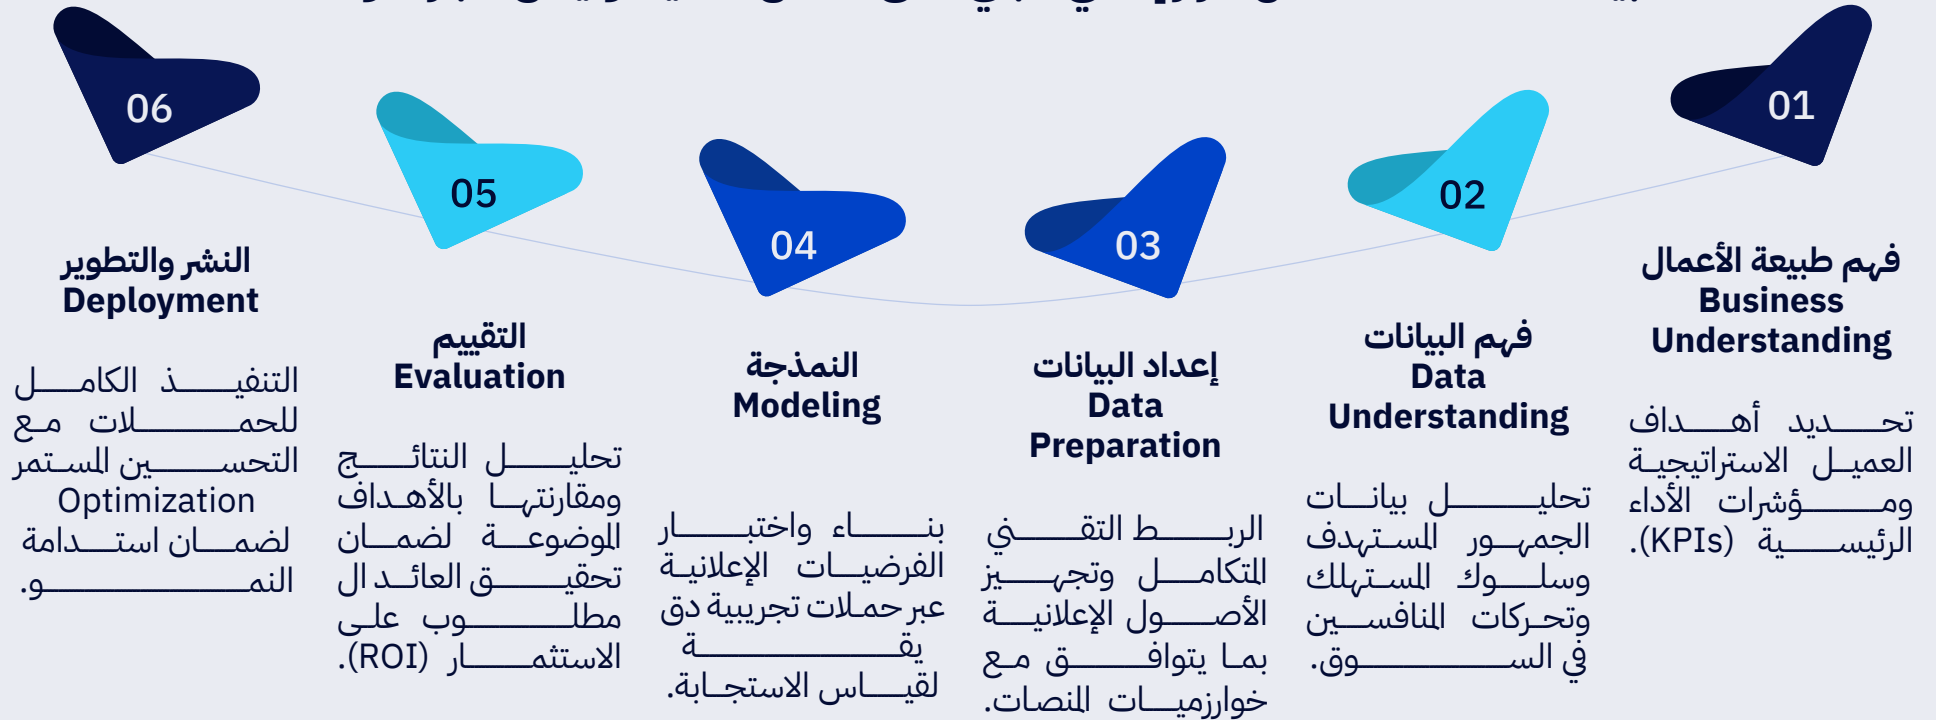 01
فهم طبيعة الأعمال
Business
Understanding
تحديد أهداف
العميل الاستراتيجية
ومؤشرات الأداء
الرئيسية (KPIs).
02
فهم البيانات
Data
Understanding
تحليل بيانات
الجمهور المستهدف
وسلوك المستهلك
وتحركات المنافسين
في السوق.
03
إعداد البيانات
Data
Preparation
الربط التقني
المتكامل وتجهيز
الأصول الإعلانية
بما يتوافق مع
خوارزميات المنصات.
04
النمذجة
Modeling
بناء واختبار
الفرضيات الإعلانية
عبر حملات تجريبية دق
يقة
لقياس الاستجابة.
05
التقييم
Evaluation
تحليل النتائج
ومقارنتها بالأهداف
الموضوعة لضمان
تحقيق العائد ال
مطلوب على
الاستثمار (ROI).
06
النشر والتطوير
Deployment
التنفيذ الكامل
للحملات مع
التحسين المستمر
Optimization
لضمان استدامة
النمو.